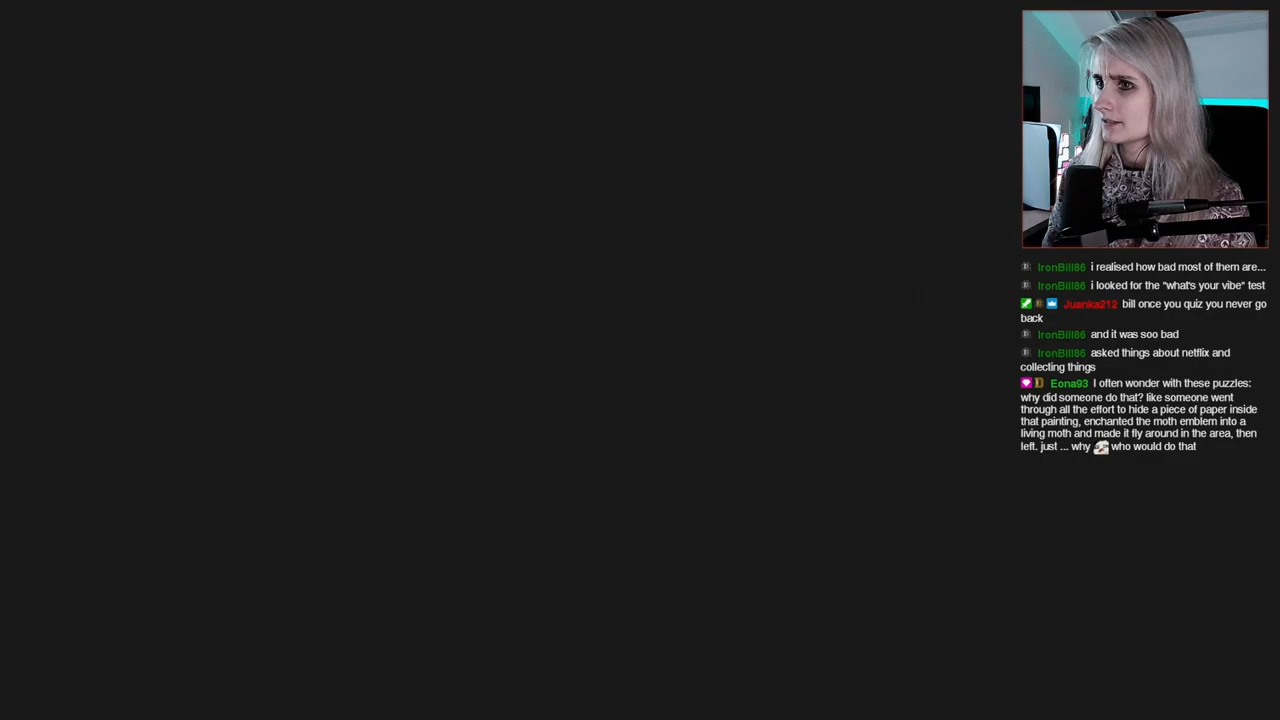 IronBill86 i realised how bad most of them are...
IronBill86 i looked for the "what's your vibe" test
Juanka212 bill once you quiz you never go
back
IronBill86 and it was soo bad
IronBill86 asked things about netflix and
collecting things
Eona93 I often wonder with these puzzles:
why did someone do that? like someone went
through all the effort to hide a piece of paper inside
that painting, enchanted the moth emblem into a
living moth and made it fly around in the area, then
left. just ... why who would do that